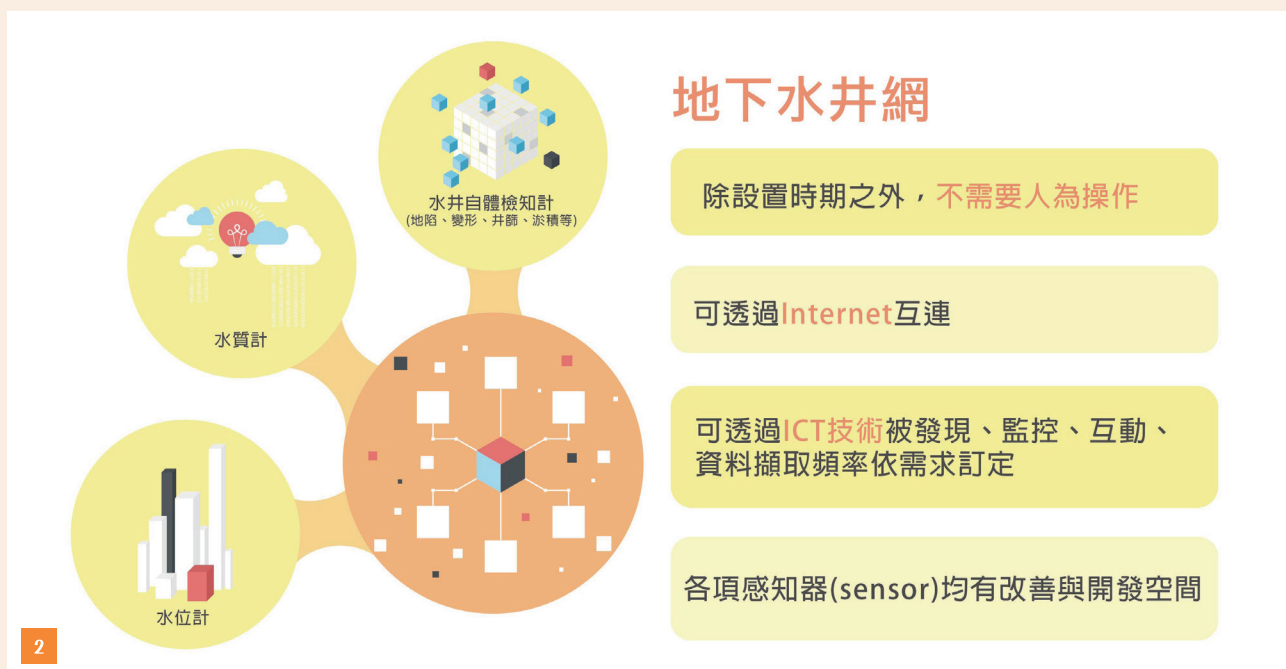 地下水井網
水井自體檢知計
(地陷、變形、井篩、淤積等)
水質計
水位計
除設置時期之外，不需要人為操作
可透過Internet互連
可透過ICT技術被發現、監控、互動、
資料擷取頻率依需求訂定
各項感知器(sensor)均有改善與開發空間
2